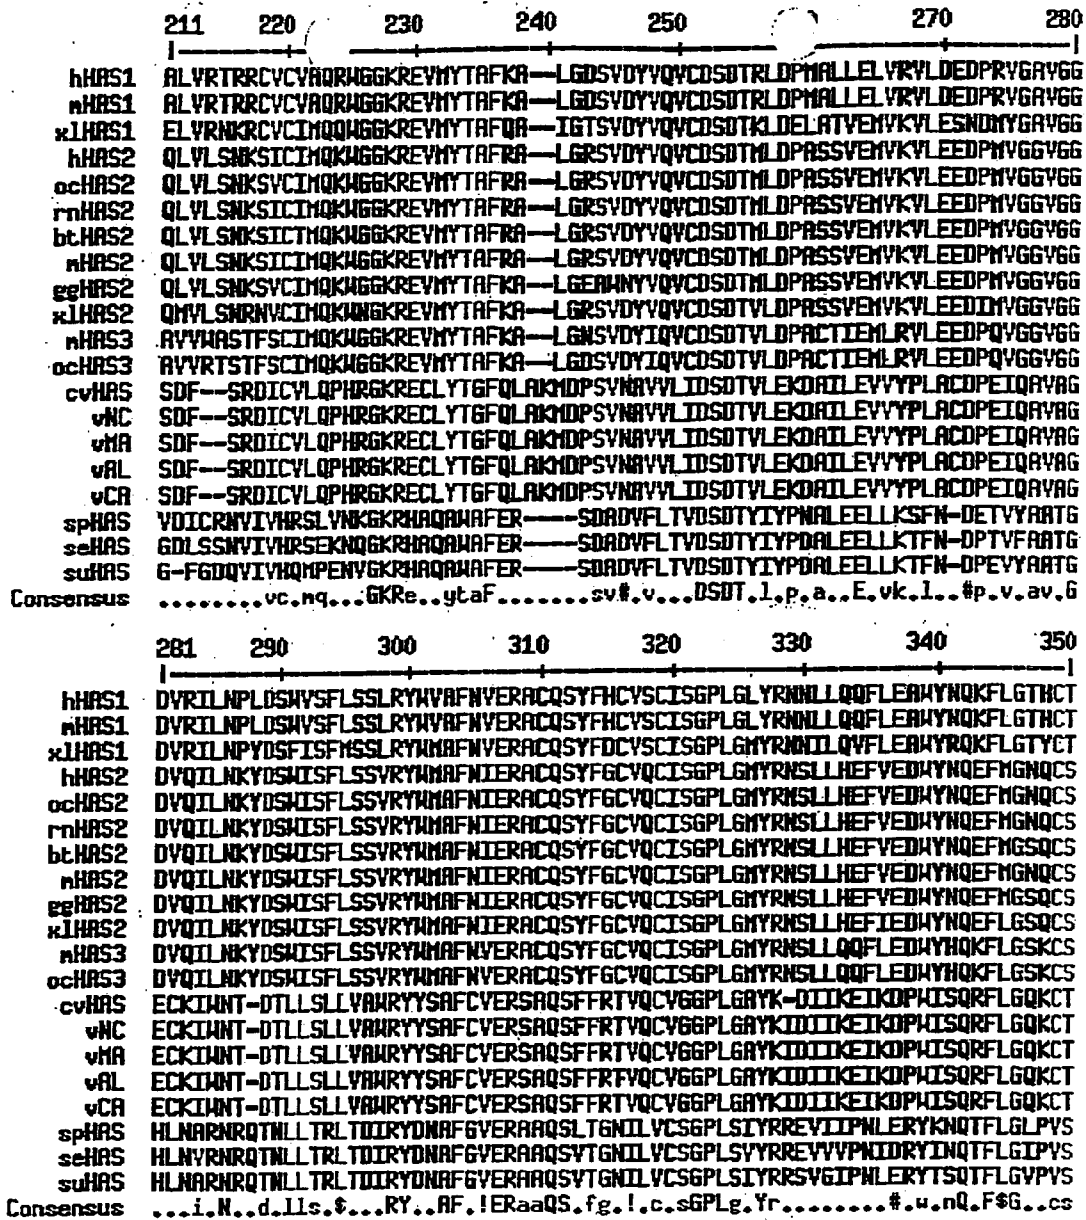 211 220 230 240 250 270 280
hHAS1 ALVRTRRCVCVAQRWGGKREVMYTAFKA--LGDSVDYVQVCDSDTRLDPMALLELVRVLDEDPRVGAVGG
mHAS1 ALVRTRRCVCVAQRWGGKREVMYTAFKA--LGDSVDYVQVCDSDTRLDPMALLELVRVLDEDPRVGAVGG
xlHAS1 ELVRNKRCVCIMQQWGGKREVMYTAFQA--IGTSVDYVQVCDSDTKLDELATVEMVKVLESNDMYGAVGG
hHAS2 QLVLSNKSICIMQKWGGKREVMYTAFRA--LGRSVDYVQVCDSDTMLDPASSVEMVKVLEEDPMVGGVGG
ocHAS2 QLVLSNKSVCIMQKWGGKREVMYTAFRA--LGRSVDYVQVCDSDTMLDPASSVEMVKVLEEDPMVGGVGG
rnHAS2 QLVLSNKSICIMQKWGGKREVMYTAFRA--LGRSVDYVQVCDSDTMLDPASSVEMVKVLEEDPMVGGVGG
btHAS2 QLVLSNKSICTMQKWGGKREVMYTAFRA--LGRSVDYVQVCDSDTMLDPASSVEMVKVLEEDPMVGGVGG
mHAS2 QLVLSNKSICIMQKWGGKREVMYTAFRA--LGRSVDYVQVCDSDTMLDPASSVEMVKVLEEDPMVGGVGG
ggHAS2 QLVLSNKSVCIMQKWGGKREVMYTAFKA--LGERWNYVQVCDSDTMLDPASSVEMVKVLEEDPMVGGVGG
xlHAS2 QMVLSNRNVCIMQKWNGKREVMYTAFKA--LGRSVDYVQVCDSDTVLDPASSVEMVKVLEEDIMVGGVGG
mHAS3 AVVWASTFSCIMQKWGGKREVMYTAFKA--LGNSVDYIQVCDSDTVLDPACTIEMLRVLEEDPQVGGVGG
ocHAS3 AVVRTSTFSCIMQKWGGKREVMYTAFKA--LGDSVDYIQVCDSDTVLDPACTIEMLRVLEEDPQVGGVGG
cvHAS SDF--SRDICVLQPHRGKRECLYTGFQLAKMDPSVNAVVLIDSDTVLEKDAILEVVYPLACDPEIQAVAG
vNC SDF--SRDICVLQPHRGKRECLYTGFQLAKMDPSVNAVVLIDSDTVLEKDAILEVVYPLACDPEIQAVAG
vMA SDF--SRDICVLQPHRGKRECLYTGFQLAKMDPSVNAVVLIDSDTVLEKDAILEVVYPLACDPEIQAVAG
vAL SDF--SRDICVLQPHRGKRECLYTGFQLAKMDPSVNAVVLIDSDTVLEKDAILEVVYPLACDPEIQAVAG
vCA SDF--SRDICVLQPHRGKRECLYTGFQLAKMDPSVNAVVLIDSDTVLEKDAILEVVYPLACDPEIQAVAG
spHAS VDICRNVIVHRSLVNKGKRHAQAWAFER-----SDADVFLTVDSDTYIYPNALEELLKSFN-DETVYAATG
seHAS GDLSSNVIVHRSEKNQGKRHAQAWAFER-----SDADVFLTVDSDTYIYPDALEELLKTFN-DPTVFAATG
suHAS G-FGDQVIVHQMPENVGKRHAQAWAFER-----SDADVFLTVDSDTYIYPDALEELLKTFN-DPEVYAATG
Consensus ........vc.mq...GKRe..ytaF.......sv#.v...DSDT.l.p.a..E.vk.l..#p.v.av.G
281 290 300 310 320 330 340 350
hHAS1 DVRILNPLDSWVSFLSSLRYWVAFNVERACQSYFHCVSCISGPLGLYRNNLLQQFLEAWYNQKFLGTHCT
mHAS1 DVRILNPLDSWVSFLSSLRYWVAFNVERACQSYFHCVSCISGPLGLYRNNLLQQFLEAWYNQKFLGTHCT
xlHAS1 DVRILNPYDSFISFMSSLRYWMAFNVERACQSYFDCVSCISGPLGMYRNNILQVFLEAWYRQKFLGTYCT
hHAS2 DVQILNKYDSWISFLSSVRYWMAFNIERACQSYFGCVQCISGPLGMYRNSLLHEFVEDWYNQEFMGNQCS
ocHAS2 DVQILNKYDSWISFLSSVRYWMAFNIERACQSYFGCVQCISGPLGMYRNSLLHEFVEDWYNQEFMGNQCS
rnHAS2 DVQILNKYDSWISFLSSVRYWMAFNIERACQSYFGCVQCISGPLGMYRNSLLHEFVEDWYNQEFMGNQCS
btHAS2 DVQILNKYDSWISFLSSVRYWMAFNIERACQSYFGCVQCISGPLGMYRNSLLHEFVEDWYNQEFMGSQCS
mHAS2 DVQILNKYDSWISFLSSVRYWMAFNIERACQSYFGCVQCISGPLGMYRNSLLHEFVEDWYNQEFMGNQCS
ggHAS2 DVQILNKYDSWISFLSSVRYWMAFNIERACQSYFGCVQCISGPLGMYRNSLLHEFVEDWYNQEFMGSQCS
xlHAS2 DVQILNKYDSWISFLSSVRYWMAFNIERACQSYFGCVQCISGPLGMYRNSLLHEFIEDWYNQEFLGSQCS
mHAS3 DVQILNKYDSWISFLSSVRYWMAFNVERACQSYFGCVQCISGPLGMYRNSLLQQFLEDWYHQKFLGSKCS
ocHAS3 DVQILNKYDSWISFLSSVRYWMAFNVERACQSYFGCVQCISGPLGMYRNSLLQQFLEDWYHQKFLGSKCS
cvHAS ECKIWNT-DTLLSLLVAWRYYSAFCVERSAQSFFRTVQCVGGPLGAYK-DIIKEIKDPWISQRFLGQKCT
vNC ECKIWNT-DTLLSLLVAWRYYSAFCVERSAQSFFRTVQCVGGPLGAYKIDIIKEIKDPWISQRFLGQKCT
vMA ECKIWNT-DTLLSLLVAWRYYSAFCVERSAQSFFRTVQCVGGPLGAYKIDIIKEIKDPWISQRFLGQKCT
vAL ECKIWNT-DTLLSLLVAWRYYSAFCVERSAQSFFRTVQCVGGPLGAYKIDIIKEIKDPWISQRFLGQKCT
vCA ECKIWNT-DTLLSLLVAWRYYSAFCVERSAQSFFRTVQCVGGPLGAYKIDIIKEIKDPWISQRFLGQKCT
spHAS HLNARNRQTNLLTRLTDIRYDNAFGVERAAQSLTGNILVCSGPLSIYRREVIIPNLERYKNQTFLGLPVS
seHAS HLNVRNRQTNLLTRLTDIRYDNAFGVERAAQSVTGNILVCSGPLSVYRREVVVPNIDRYINQTFLGIPVS
suHAS HLNARNRQTNLLTRLTDIRYDNAFGVERAAQSVTGNILVCSGPLSIYRRSVGIPNLERYTSQTFLGVPVS
Consensus ...i.N..d.lls.$...RY..AF.!ERaaQS.fg.!.c.sGPLg.Yr........#.w.nQ.F$G..cs